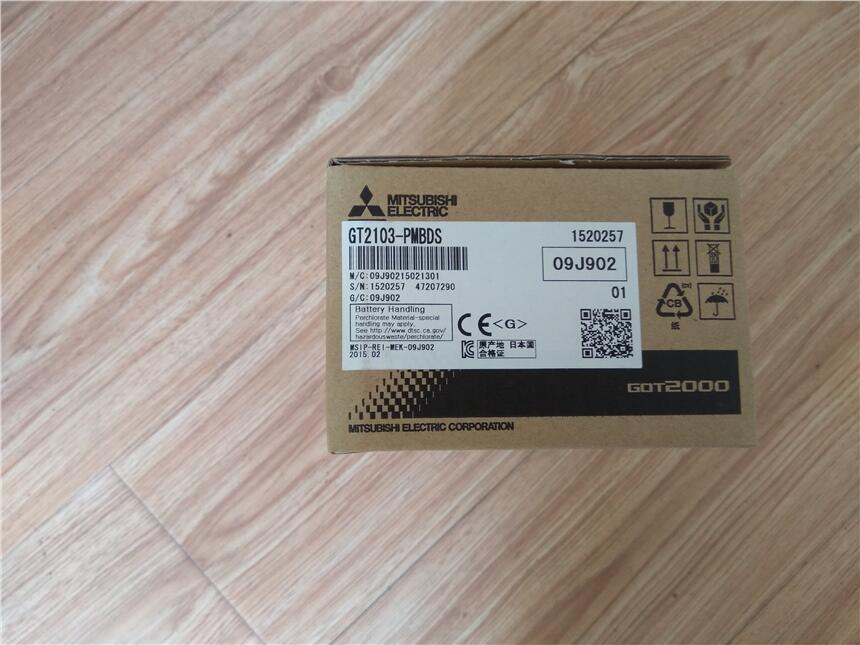 MITSUBISHI
ELECTRIC
GT2103-PMBDS
1520257
M/C:09J90215021301
S/N:1520257 47207290
G/C:09J902
09J902
01
Battery Handling
Perchlorate Material-special
handling may apply.
See http://www.dtsc.ca.gov/
hazardouswaste/perchlorate/
CE <G>
MSIP-REI-MEK-09J902
2015.02
原产地 日本国
合格证
CB
纸
GOT2000
MITSUBISHI ELECTRIC CORPORATION